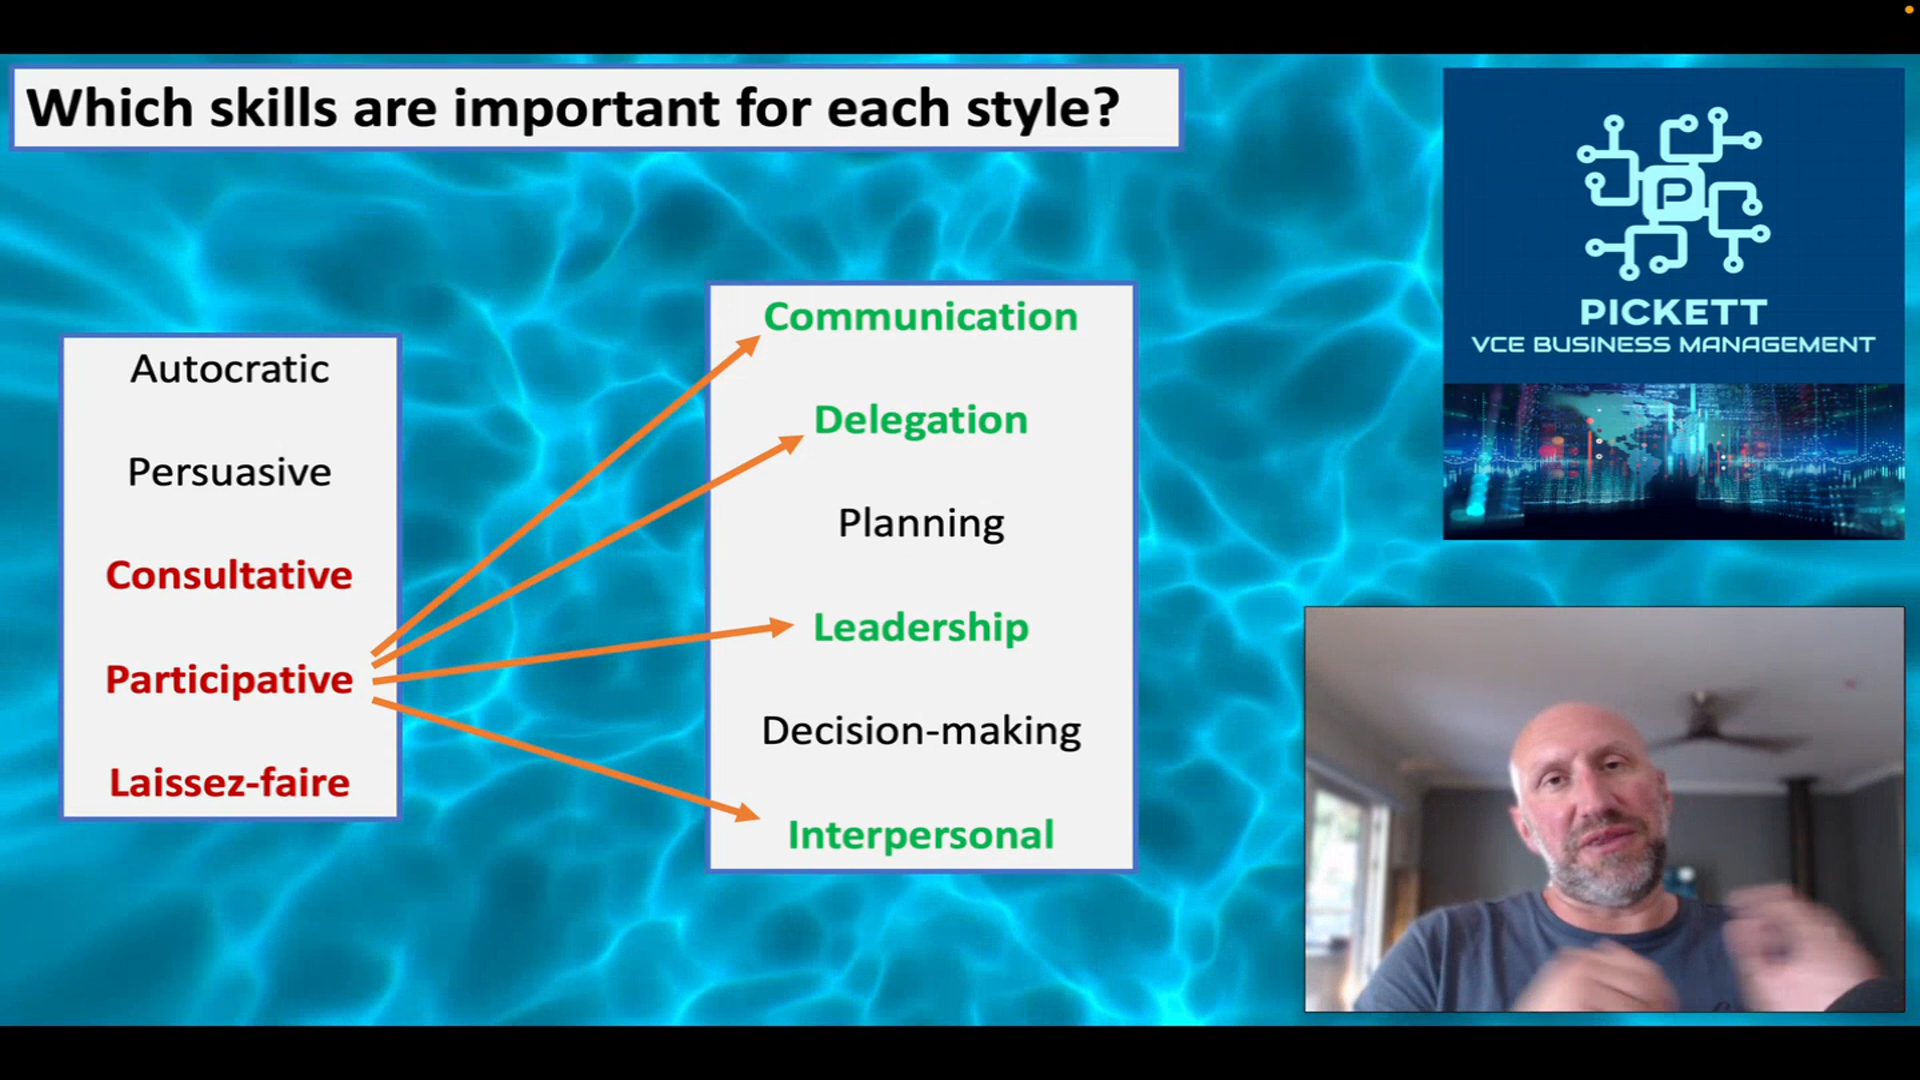 Which skills are important for each style?
PICKETT
VCE BUSINESS MANAGEMENT
Autocratic
Persuasive
Consultative
Participative
Laissez-faire
Communication
Delegation
Planning
Leadership
Decision-making
Interpersonal